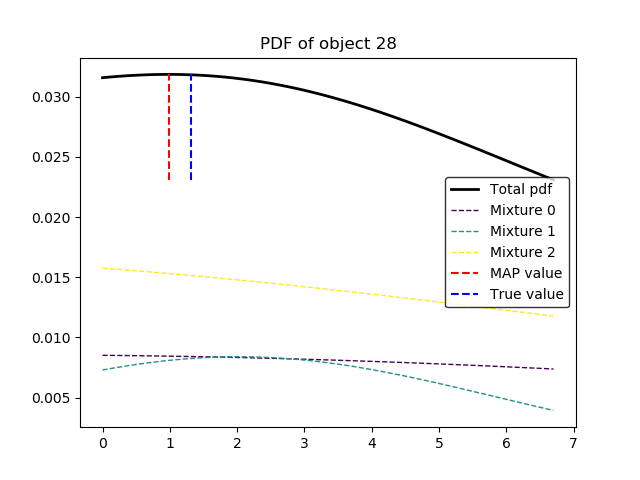 PDF of object 28
0.030
0.025
0.020
0.015
0.010
0.005
Total pdf
Mixture 0
Mixture 1
Mixture 2
MAP value
True value
0 1 2 3 4 5 6 7